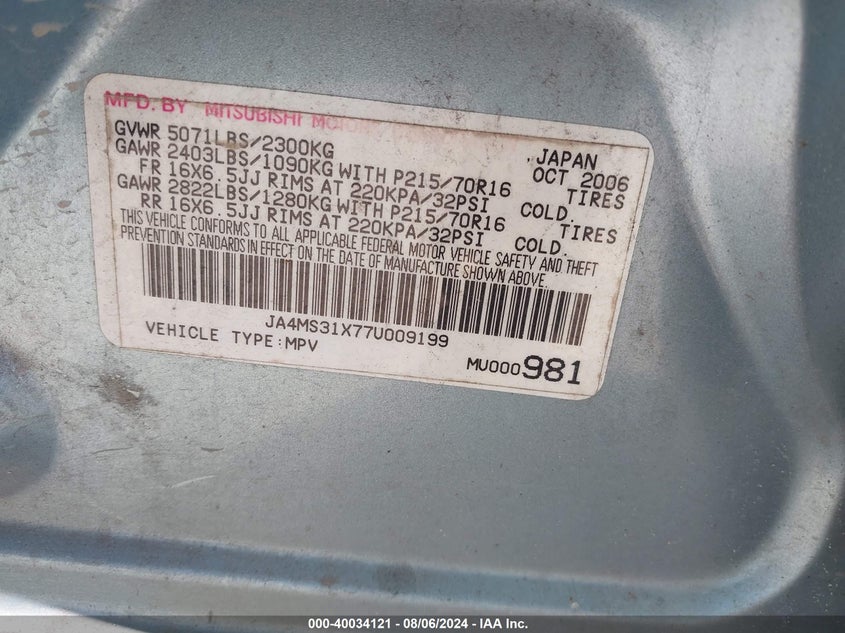 MFD. BY MITSUBISHI
GVWR 5071LBS/2300KG , JAPAN
GAWR 2403LBS/1090KG WITH P215/70R16 OCT 2006
FR 16X6.5JJ RIMS AT 220KPA/32PSI TIRES COLD.
GAWR 2822LBS/1280KG WITH P215/70R16 TIRES
RR 16X6.5JJ RIMS AT 220KPA/32PSI COLD.
THIS VEHICLE CONFORMS TO ALL APPLICABLE FEDERAL MOTOR VEHICLE SAFETY AND THEFT
PREVENTION STANDARDS IN EFFECT ON THE DATE OF MANUFACTURE SHOWN ABOVE.
JA4MS31X77U009199
VEHICLE TYPE:MPV
MU000981
000-40034121 - 08/06/2024 - IAA Inc.